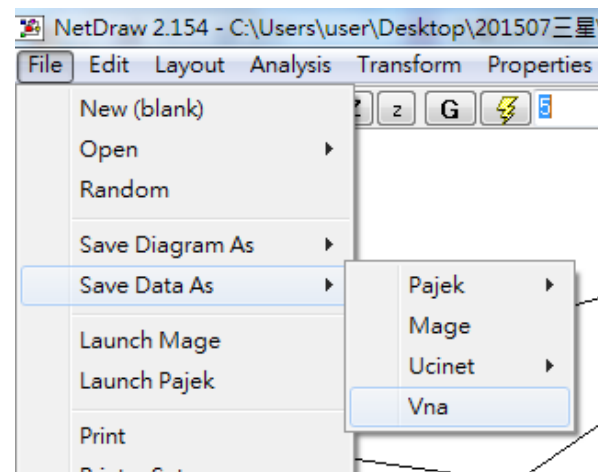 NetDraw 2.154 - C:\Users\user\Desktop\201507三星\
File Edit Layout Analysis Transform Properties
New (blank)
z G 5
Open
Random
Save Diagram As
Save Data As
Pajek
Mage
Launch Mage
Ucinet
Launch Pajek
Vna
Print